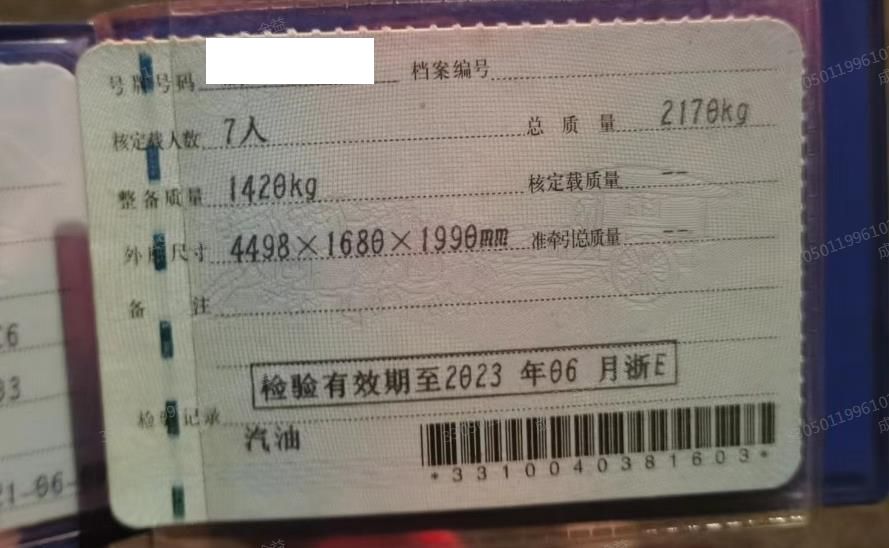 号牌号码 档案编号
核定载人数 7人 总质量 2170kg
整备质量 1420kg 核定载质量 --
外廓尺寸 4498×1680×1990mm 准牵引总质量 --
备注
检验有效期至2023年06月浙E
检验记录
汽油
*3310040381603*